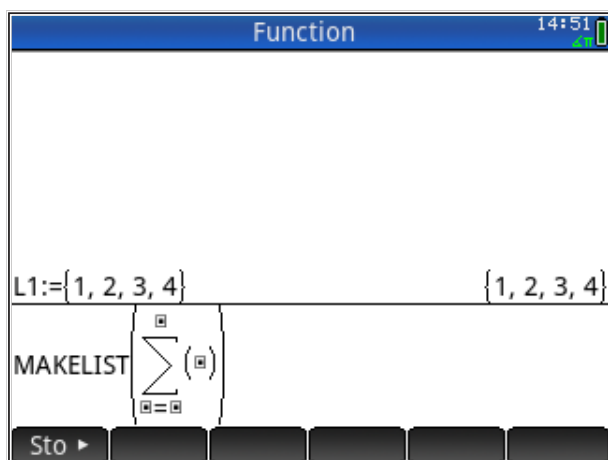 Function 14:51
∡π
L1:={1, 2, 3, 4} {1, 2, 3, 4}
MAKELIST(∑(▣))
▣=▣
Sto ▸